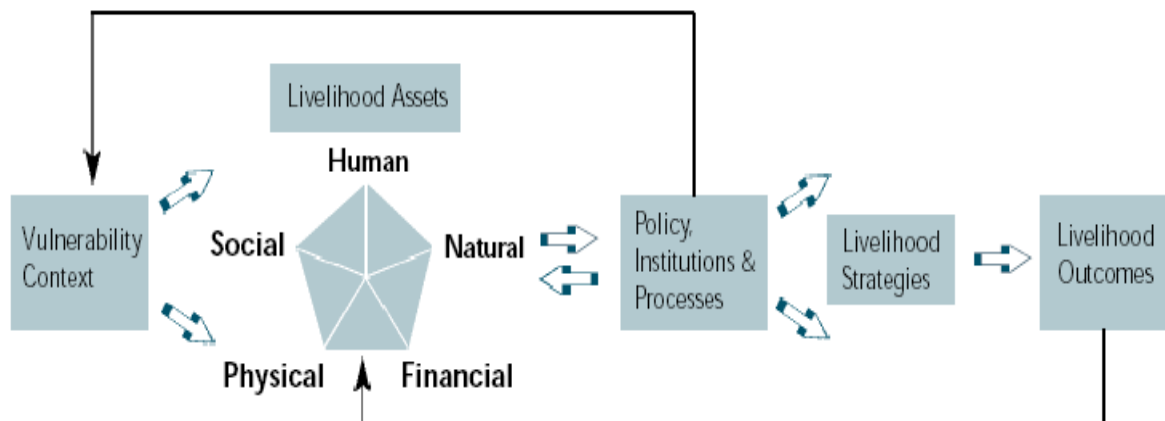 Livelihood Assets
Human
Vulnerability
Context
Social
Natural
Policy,
Institutions &
Processes
Livelihood
Strategies
Livelihood
Outcomes
Physical
Financial